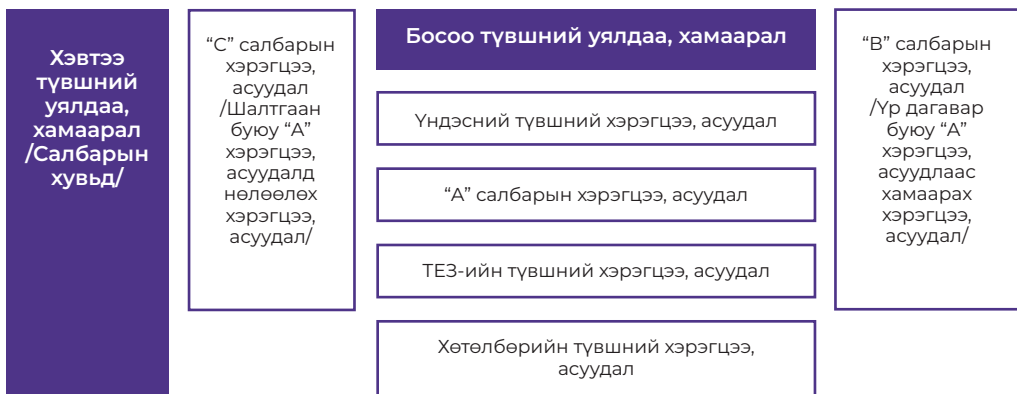 Хэвтээ
түвшний
уялдаа,
хамаарал
/Салбарын
хувьд/
“C” салбарын
хэрэгцээ,
асуудал
/Шалтгаан
буюу “А”
хэрэгцээ,
асуудалд
нөлөөлөх
хэрэгцээ,
асуудал/
Босоо түвшний уялдаа, хамаарал
Үндэсний түвшний хэрэгцээ, асуудал
“А” салбарын хэрэгцээ, асуудал
ТЕЗ-ийн түвшний хэрэгцээ, асуудал
Хөтөлбөрийн түвшний хэрэгцээ,
асуудал
“В” салбарын
хэрэгцээ,
асуудал
/Үр дагавар
буюу “А”
хэрэгцээ,
асуудлаас
хамаарах
хэрэгцээ,
асуудал/